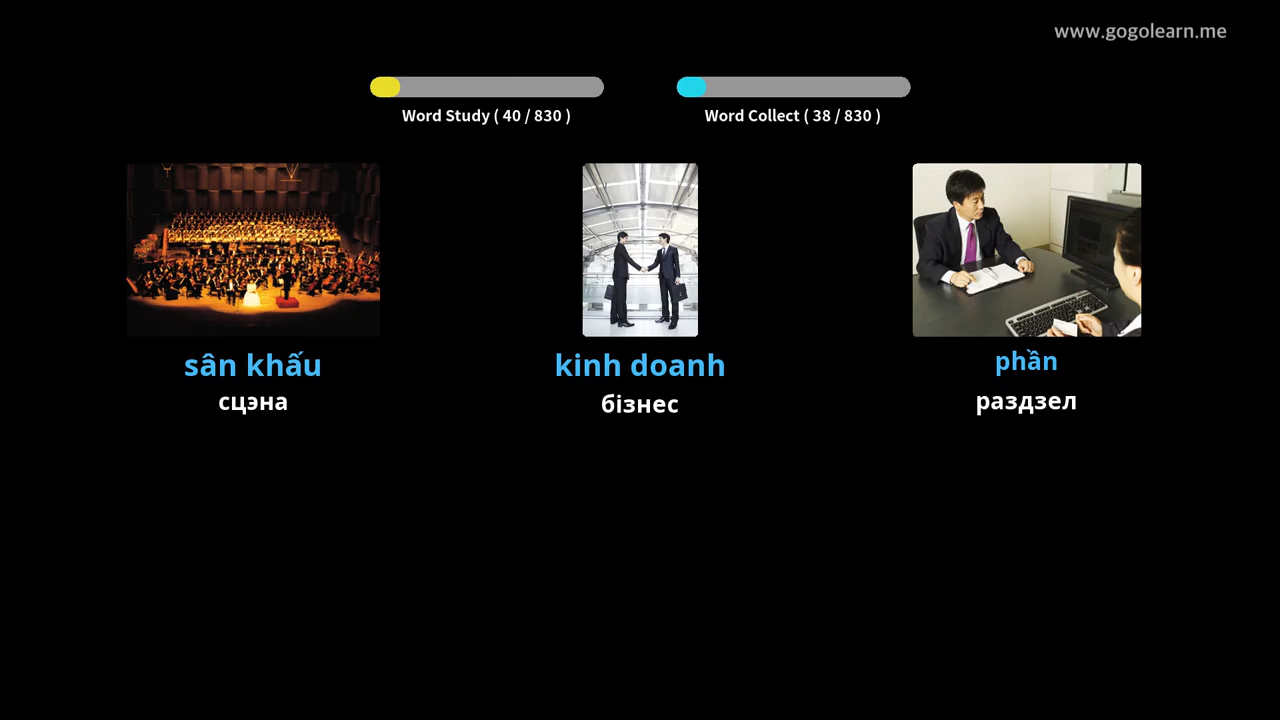 www.gogolearn.me
Word Study ( 40 / 830 )
Word Collect ( 38 / 830 )
sân khấu
сцэна
kinh doanh
бізнес
phần
раздзел